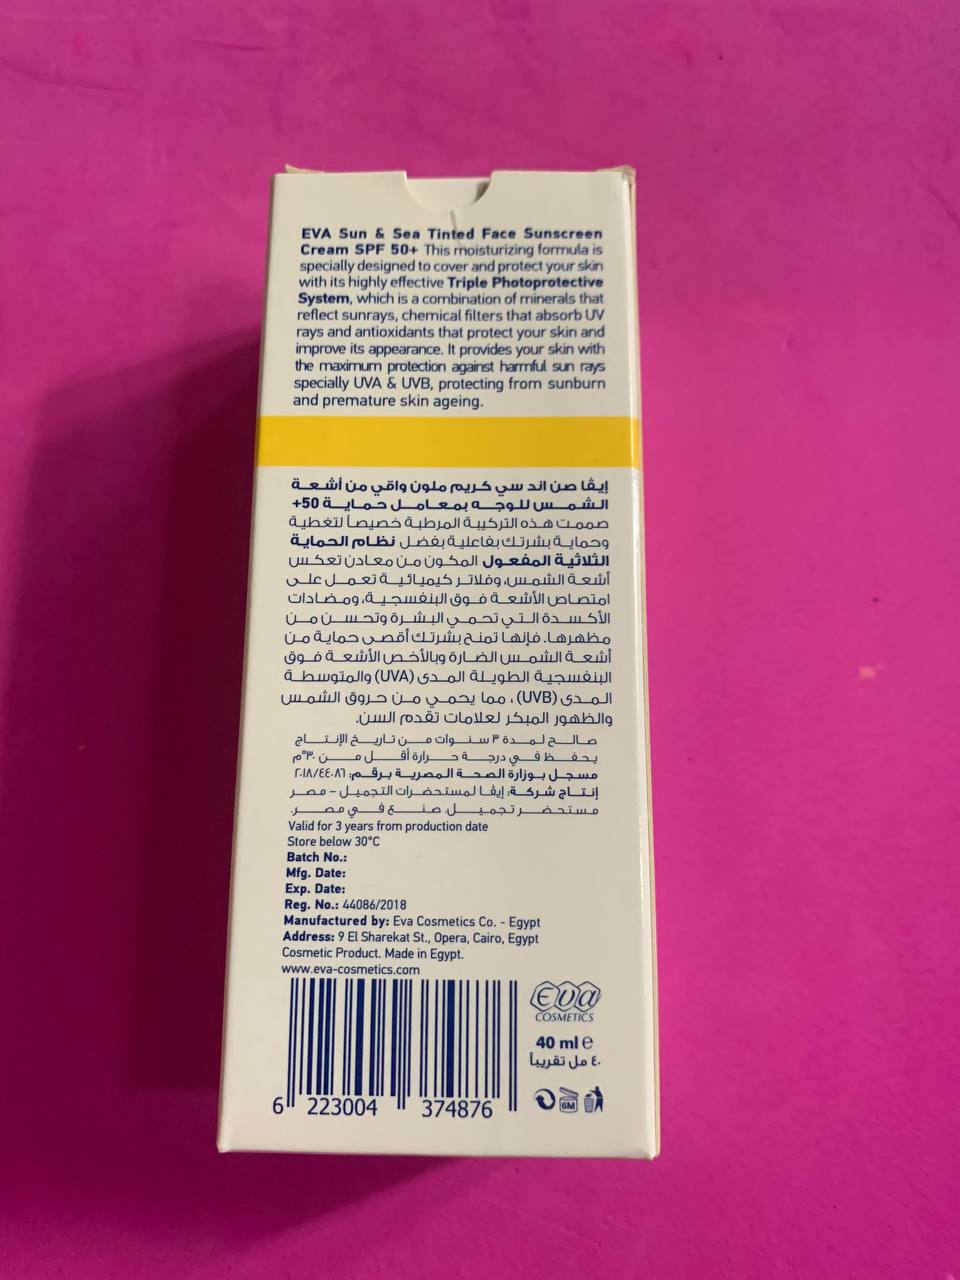 EVA Sun & Sea Tinted Face Sunscreen
Cream SPF 50+ This moisturizing formula is
specially designed to cover and protect your skin
with its highly effective Triple Photoprotective
System, which is a combination of minerals that
reflect sunrays, chemical filters that absorb UV
rays and antioxidants that protect your skin and
improve its appearance. It provides your skin with
the maximum protection against harmful sun rays
specially UVA & UVB, protecting from sunburn
and premature skin ageing.
إيڤا صن اند سي كريم ملون واقي من أشعة
الشمس للوجه بمعامل حماية 50+
صممت هذه التركيبة المرطبة خصيصاً لتغطية
وحماية بشرتك بفاعلية بفضل نظام الحماية
الثلاثية المفعول المكون من معادن تعكس
أشعة الشمس، وفلاتر كيميائية تعمل على
امتصاص الأشعة فوق البنفسجية، ومضادات
الأكسدة التي تحمي البشرة وتحسن من
مظهرها. فإنها تمنح بشرتك أقصى حماية من
أشعة الشمس الضارة وبالأخص الأشعة فوق
البنفسجية الطويلة المدى (UVA) والمتوسطة
المدى (UVB)، مما يحمي من حروق الشمس
والظهور المبكر لعلامات تقدم السن.
صالح لمدة ٣ سنوات من تاريخ الإنتاج
يحفظ في درجة حرارة أقل من ٣٠°م
مسجل بوزارة الصحة المصرية برقم: ٢٠١٨/٤٤٠٨٦
إنتاج شركة: إيڤا لمستحضرات التجميل – مصر
مستحضر تجميل. صنع في مصر.
Valid for 3 years from production date
Store below 30°C
Batch No.:
Mfg. Date:
Exp. Date:
Reg. No.: 44086/2018
Manufactured by: Eva Cosmetics Co. - Egypt
Address: 9 El Sharekat St., Opera, Cairo, Egypt
Cosmetic Product. Made in Egypt.
www.eva-cosmetics.com
Eva
COSMETICS
40 ml e
٤٠ مل تقريباً
6M
6 223004 374876